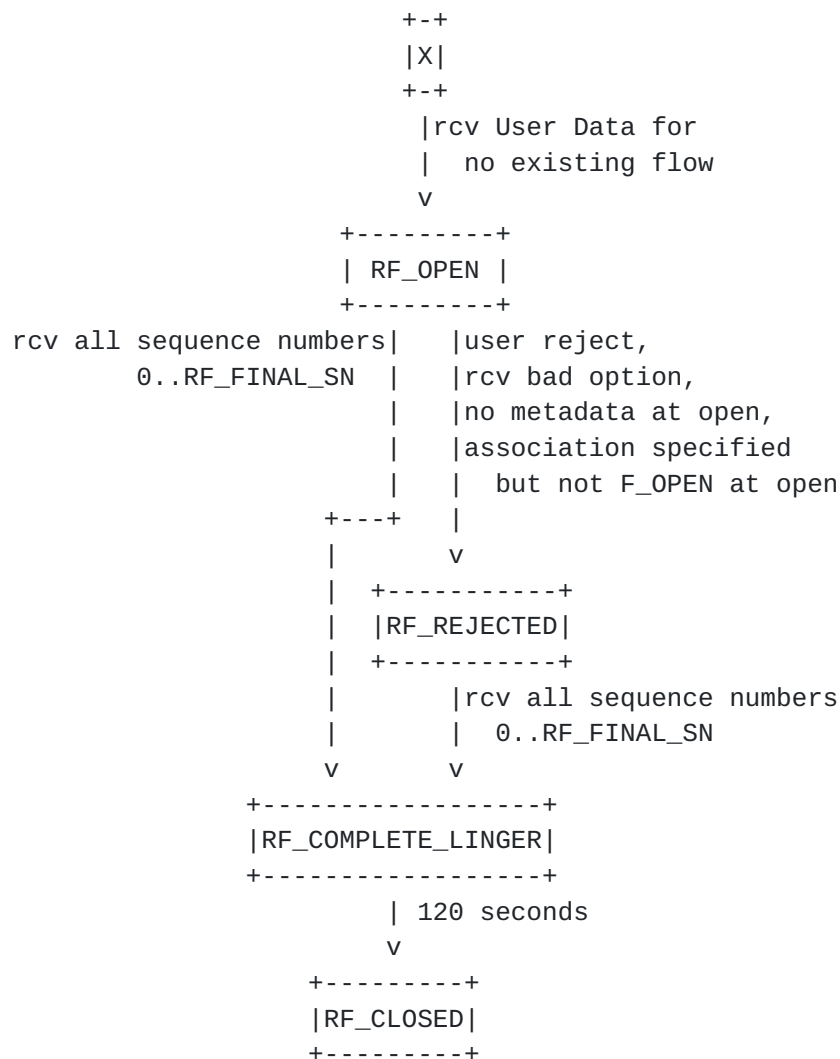 X
rcv User Data for
no existing flow
RF_OPEN
rcv all sequence numbers user reject,
0..RF_FINAL_SN rcv bad option,
no metadata at open,
association specified
but not F_OPEN at open
RF_REJECTED
rcv all sequence numbers
0..RF_FINAL_SN
RF_COMPLETE_LINGER
120 seconds
RF_CLOSED